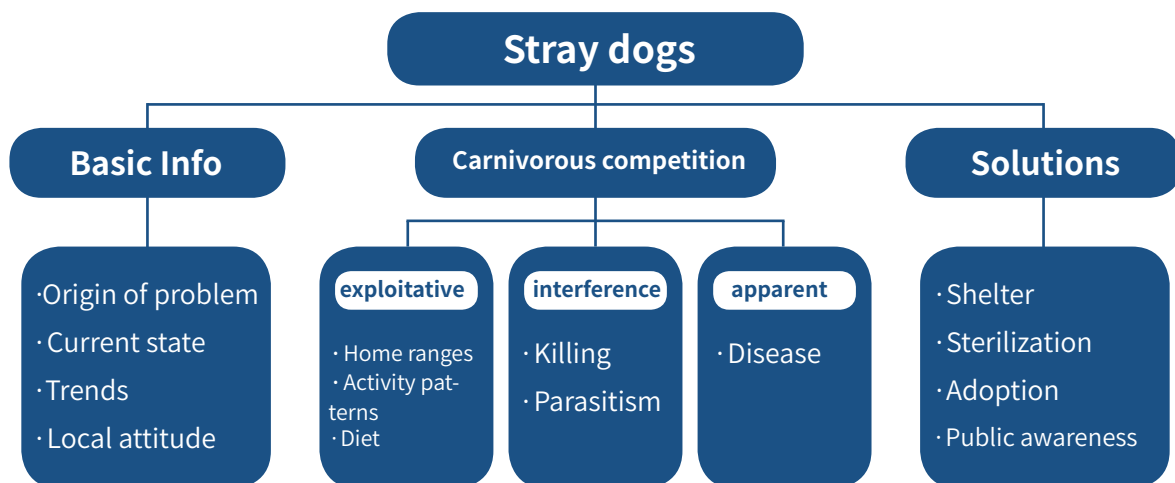 Stray dogs
Basic Info
Carnivorous competition
Solutions
·Origin of problem
· Current state
· Trends
· Local attitude
exploitative
· Home ranges
· Activity pat-
terns
· Diet
interference
· Killing
· Parasitism
apparent
· Disease
· Shelter
· Sterilization
· Adoption
· Public awareness